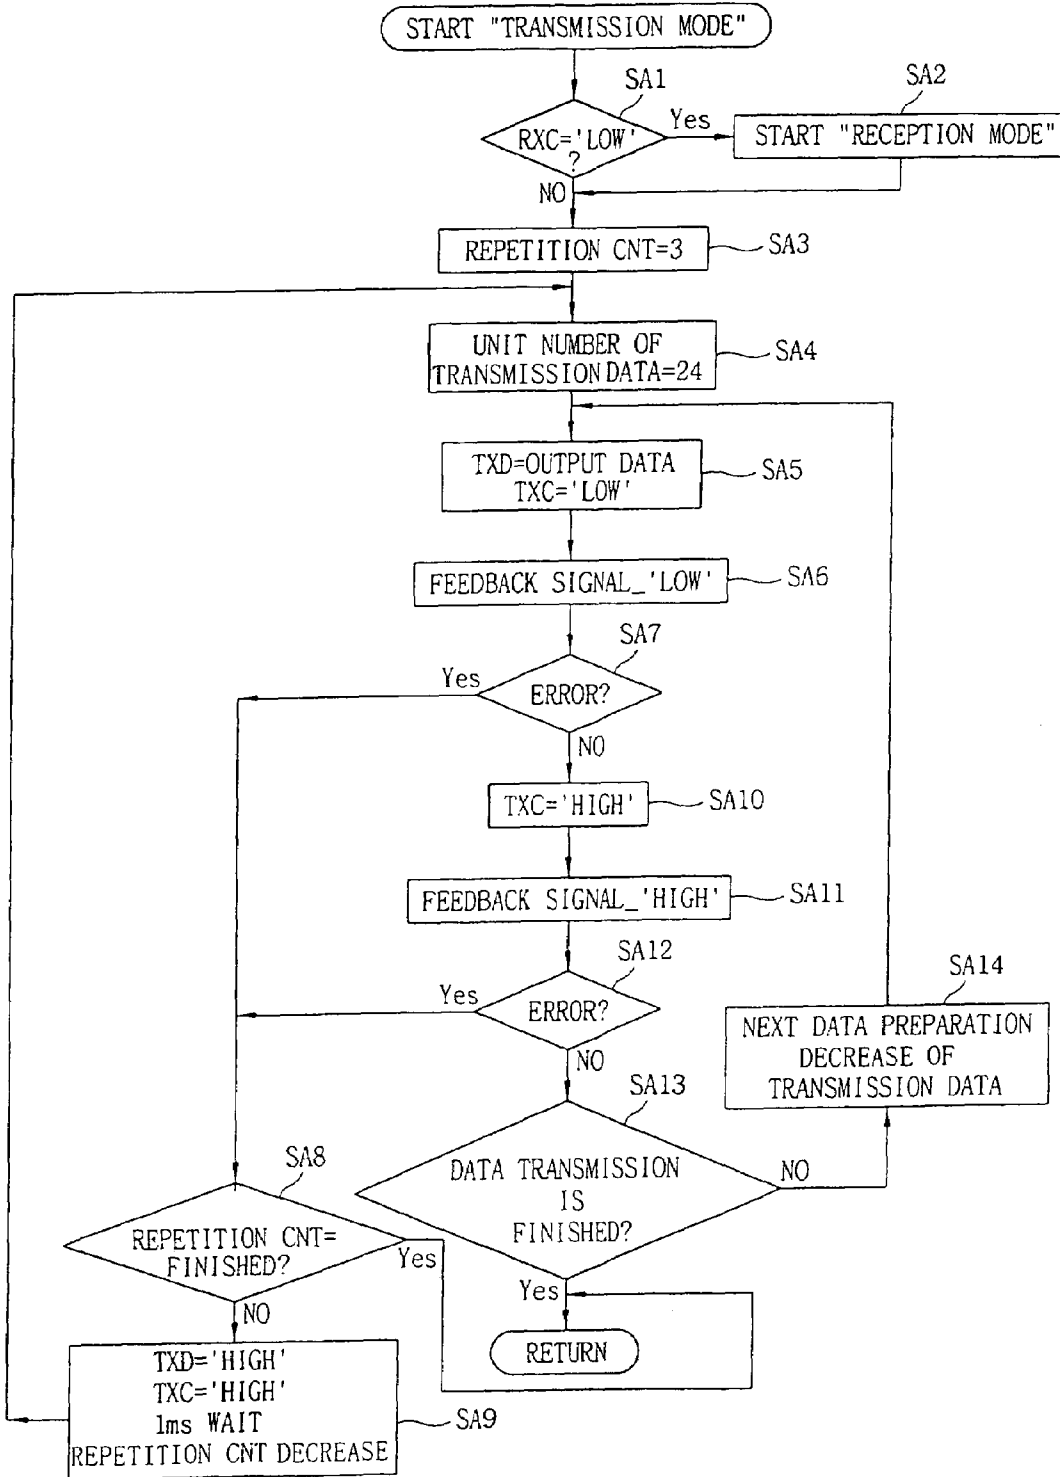 START "TRANSMISSION MODE"
SA1
SA2
RXC='LOW'
?
Yes
START "RECEPTION MODE"
NO
REPETITION CNT=3
SA3
UNIT NUMBER OF
TRANSMISSION DATA=24
SA4
TXD=OUTPUT DATA
TXC='LOW'
SA5
FEEDBACK SIGNAL_'LOW'
SA6
SA7
Yes
ERROR?
NO
TXC='HIGH'
SA10
FEEDBACK SIGNAL_'HIGH'
SA11
SA12
Yes
ERROR?
NO
SA14
NEXT DATA PREPARATION
DECREASE OF
TRANSMISSION DATA
SA13
DATA TRANSMISSION
IS
FINISHED?
NO
SA8
REPETITION CNT=
FINISHED?
Yes
NO
Yes
RETURN
TXD='HIGH'
TXC='HIGH'
1ms WAIT
REPETITION CNT DECREASE
SA9